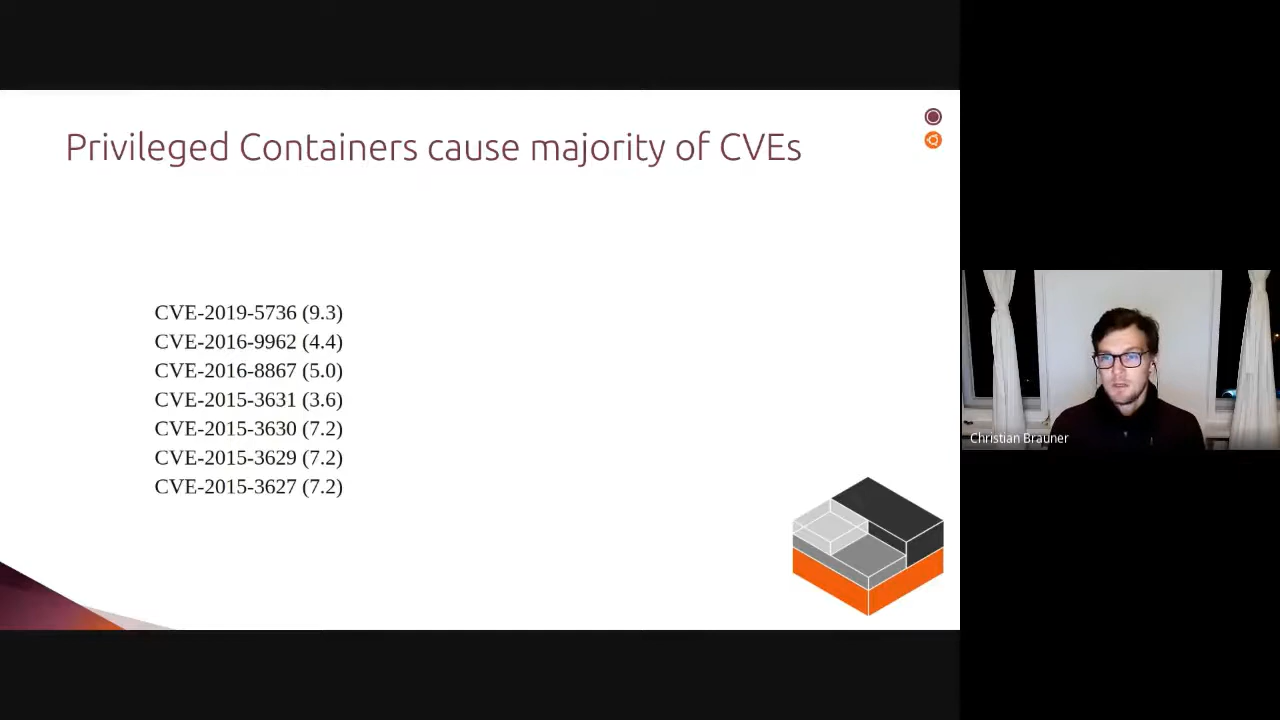 Privileged Containers cause majority of CVEs
CVE-2019-5736 (9.3)
CVE-2016-9962 (4.4)
CVE-2016-8867 (5.0)
CVE-2015-3631 (3.6)
CVE-2015-3630 (7.2)
CVE-2015-3629 (7.2)
CVE-2015-3627 (7.2)
Christian Brauner